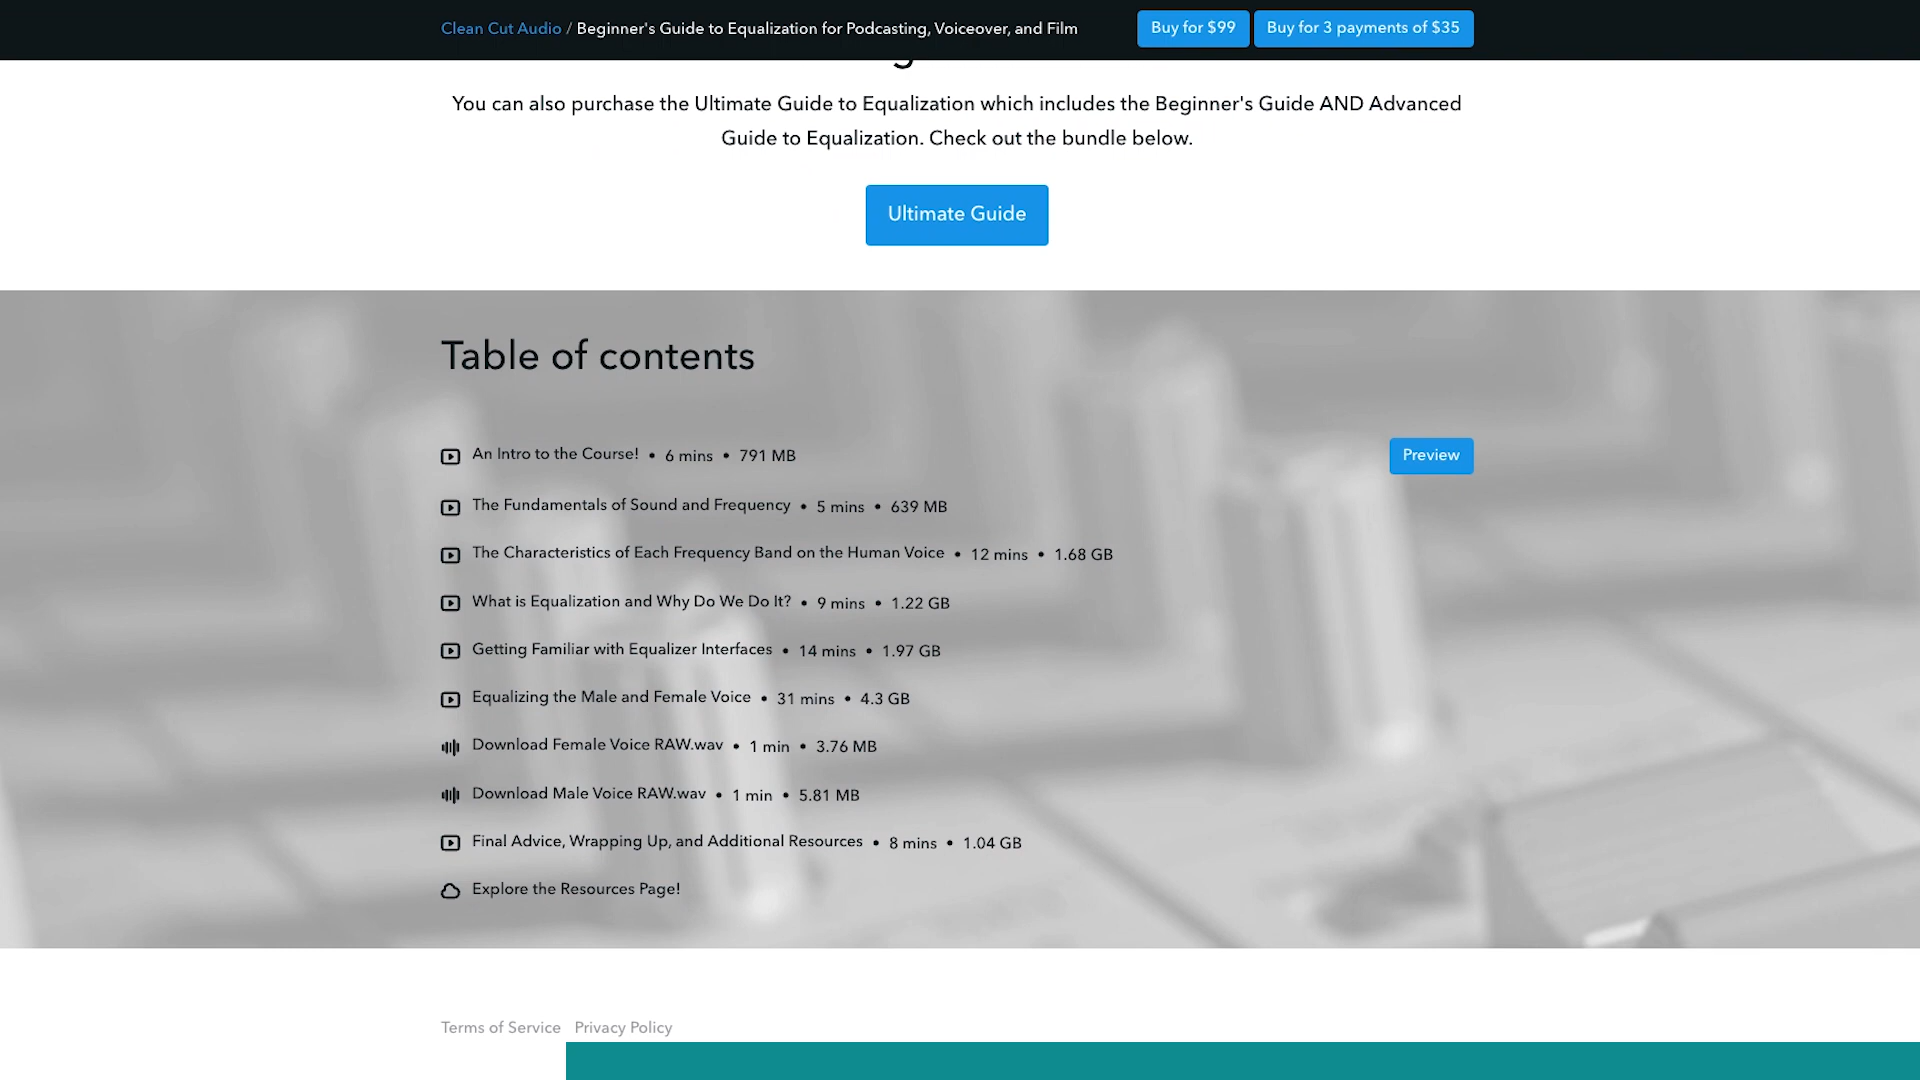 Clean Cut Audio / Beginner's Guide to Equalization for Podcasting, Voiceover, and Film
Buy for $99
Buy for 3 payments of $35
You can also purchase the Ultimate Guide to Equalization which includes the Beginner's Guide AND Advanced
Guide to Equalization. Check out the bundle below.
Ultimate Guide
Table of contents
An Intro to the Course! • 6 mins • 791 MB
Preview
The Fundamentals of Sound and Frequency • 5 mins • 639 MB
The Characteristics of Each Frequency Band on the Human Voice • 12 mins • 1.68 GB
What is Equalization and Why Do We Do It? • 9 mins • 1.22 GB
Getting Familiar with Equalizer Interfaces • 14 mins • 1.97 GB
Equalizing the Male and Female Voice • 31 mins • 4.3 GB
Download Female Voice RAW.wav • 1 min • 3.76 MB
Download Male Voice RAW.wav • 1 min • 5.81 MB
Final Advice, Wrapping Up, and Additional Resources • 8 mins • 1.04 GB
Explore the Resources Page!
Terms of Service
Privacy Policy